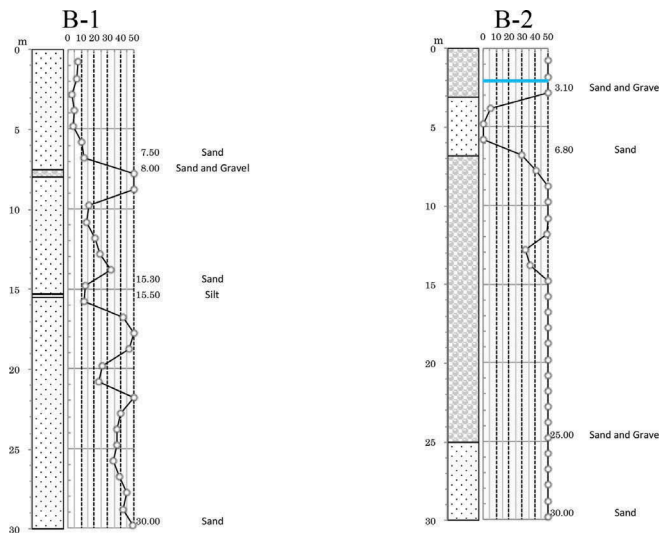 B-1
m
0 10 20 30 40 50
0
5
7.50 Sand
8.00 Sand and Gravel
10
15.30 Sand
15
15.50 Silt
20
25
30.00 Sand
30
B-2
m
0 10 20 30 40 50
0
3.10 Sand and Grave
5
6.80 Sand
10
15
20
25.00 Sand and Grave
25
30.00 Sand
30